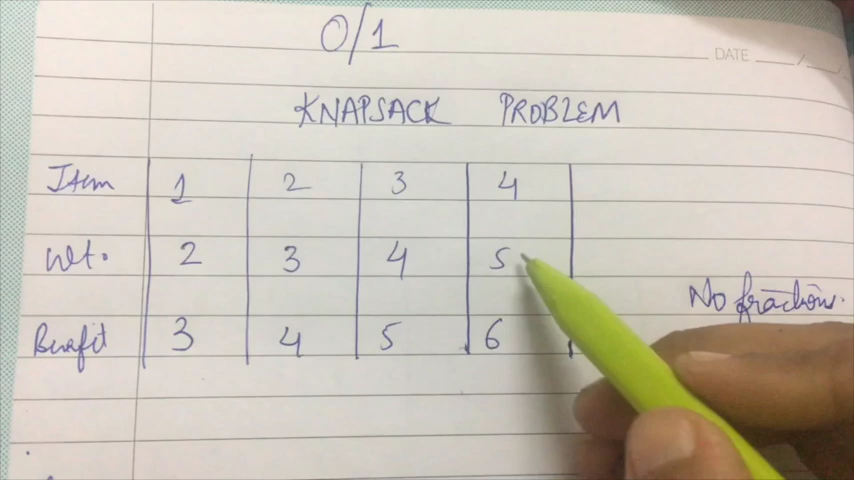 0/1
DATE
KNAPSACK PROBLEM
Item 1 2 3 4
Wt. 2 3 4 5
No fractions.
Benefit 3 4 5 6